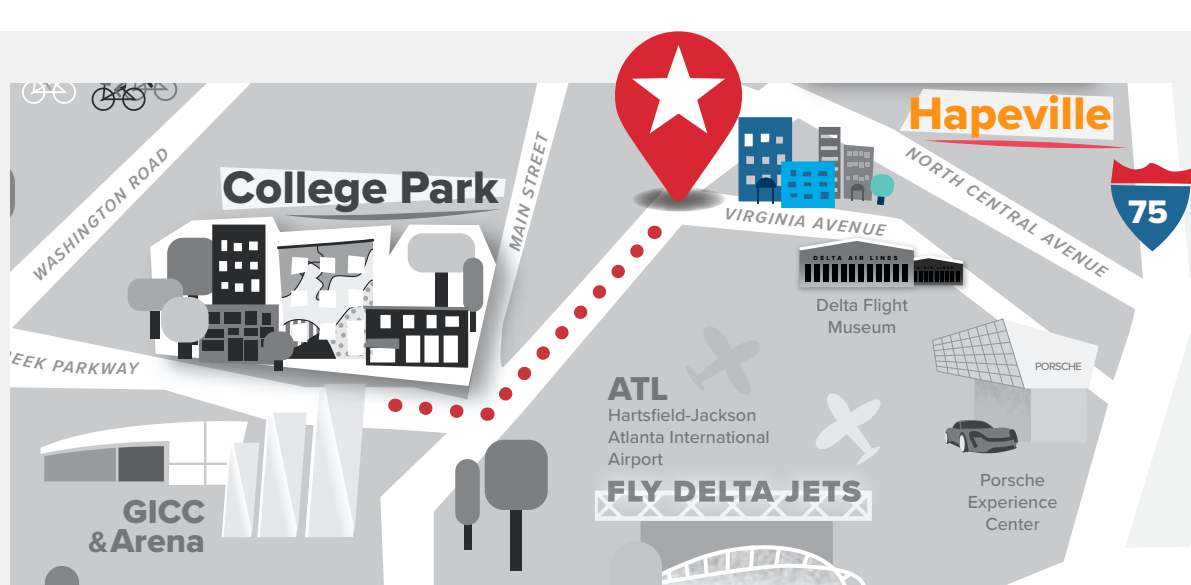 Hapeville
WASHINGTON ROAD
College Park
MAIN STREET
NORTH CENTRAL AVENUE
75
VIRGINIA AVENUE
DELTA AIR LINES
Delta Flight
Museum
PARKWAY
PORSCHE
ATL
Hartsfield-Jackson
Atlanta International
Airport
FLY DELTA JETS
Porsche
Experience
Center
GICC
&Arena